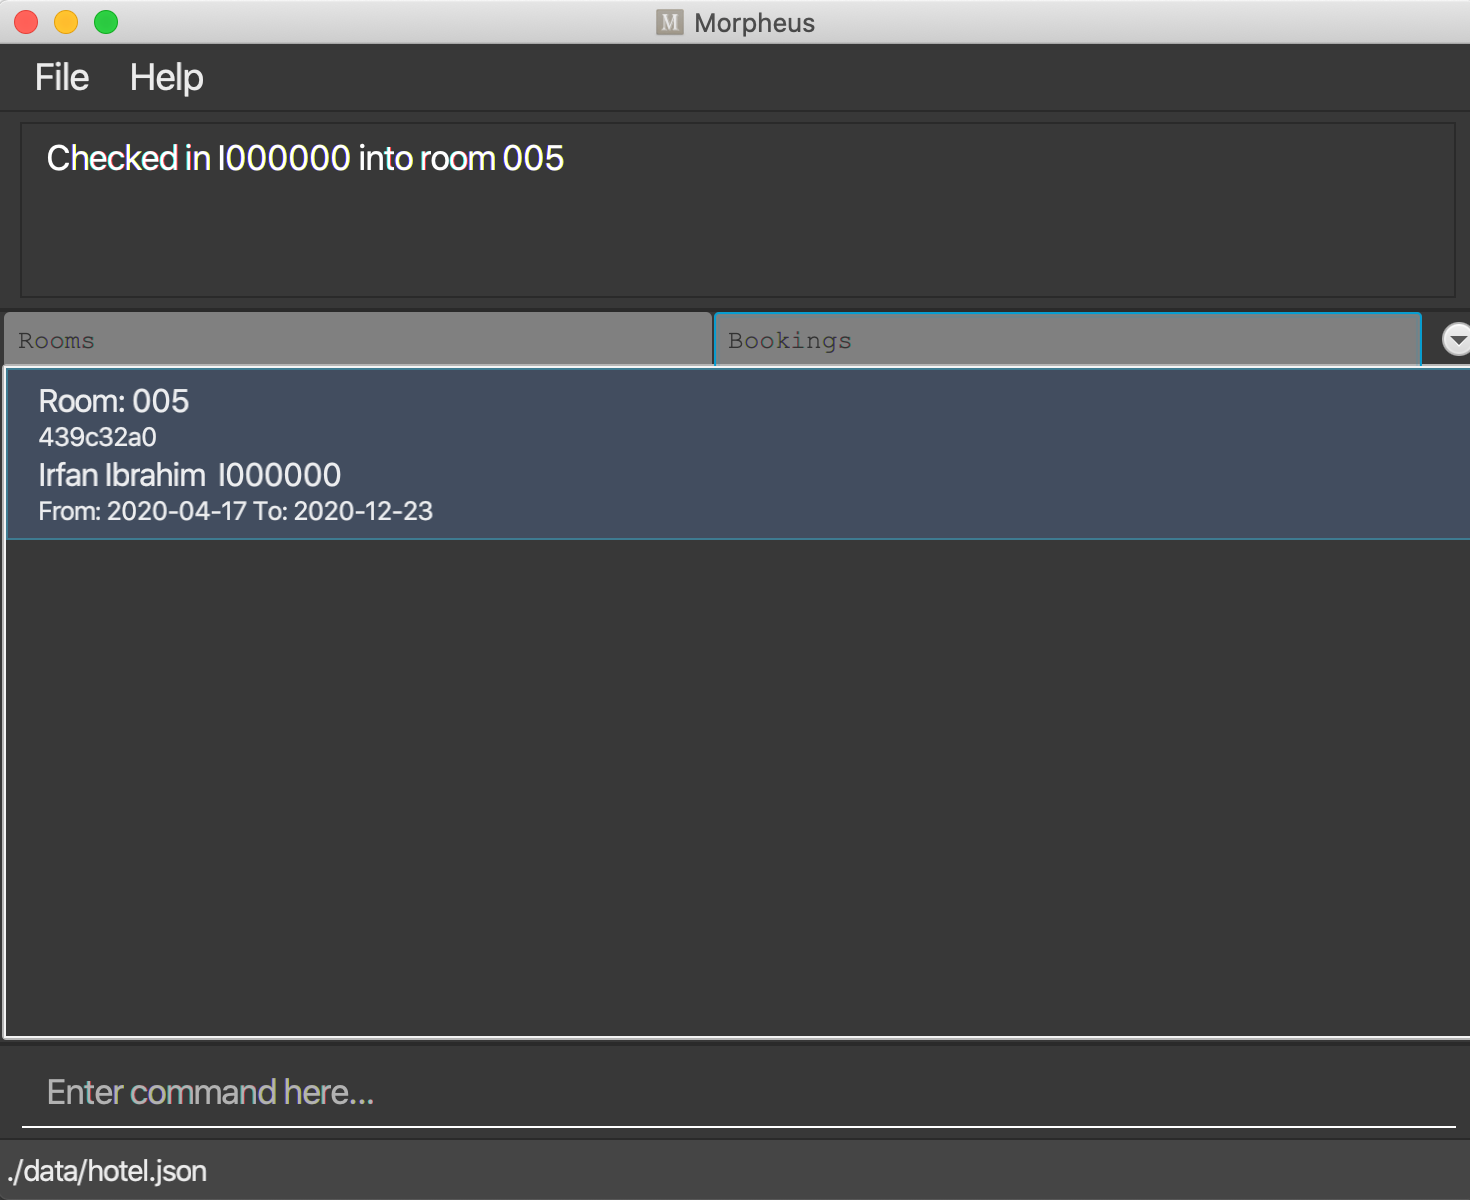 M Morpheus
File Help
Checked in I000000 into room 005
Rooms Bookings
Room: 005
439c32a0
Irfan Ibrahim I000000
From: 2020-04-17 To: 2020-12-23
Enter command here...
./data/hotel.json